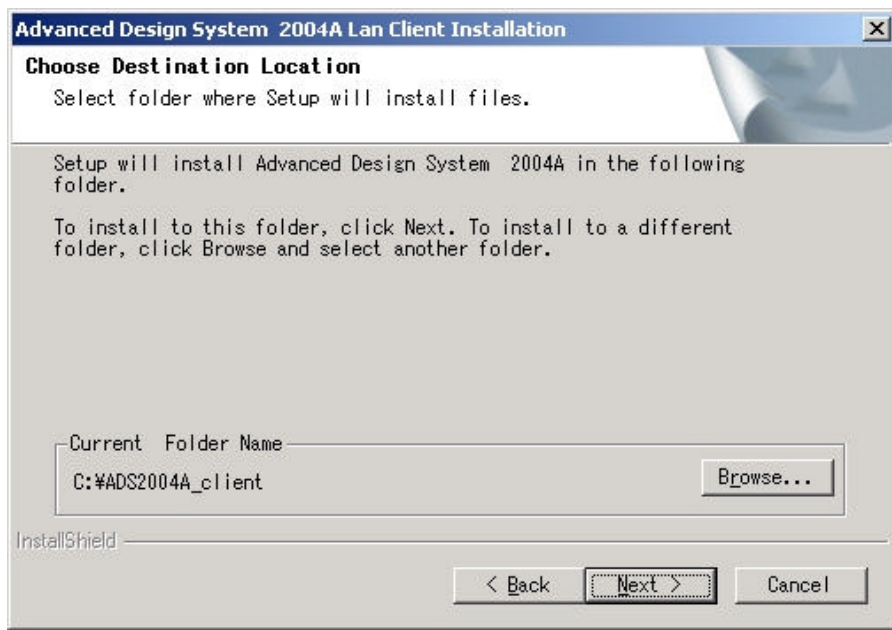 Advanced Design System  2004A Lan Client Installation
Choose Destination Location
Select folder where Setup will install files.
Setup will install Advanced Design System  2004A in the following
folder.
To install to this folder, click Next. To install to a different
folder, click Browse and select another folder.
Current  Folder Name
C:¥ADS2004A_client
Browse...
InstallShield
< Back
Next >
Cancel